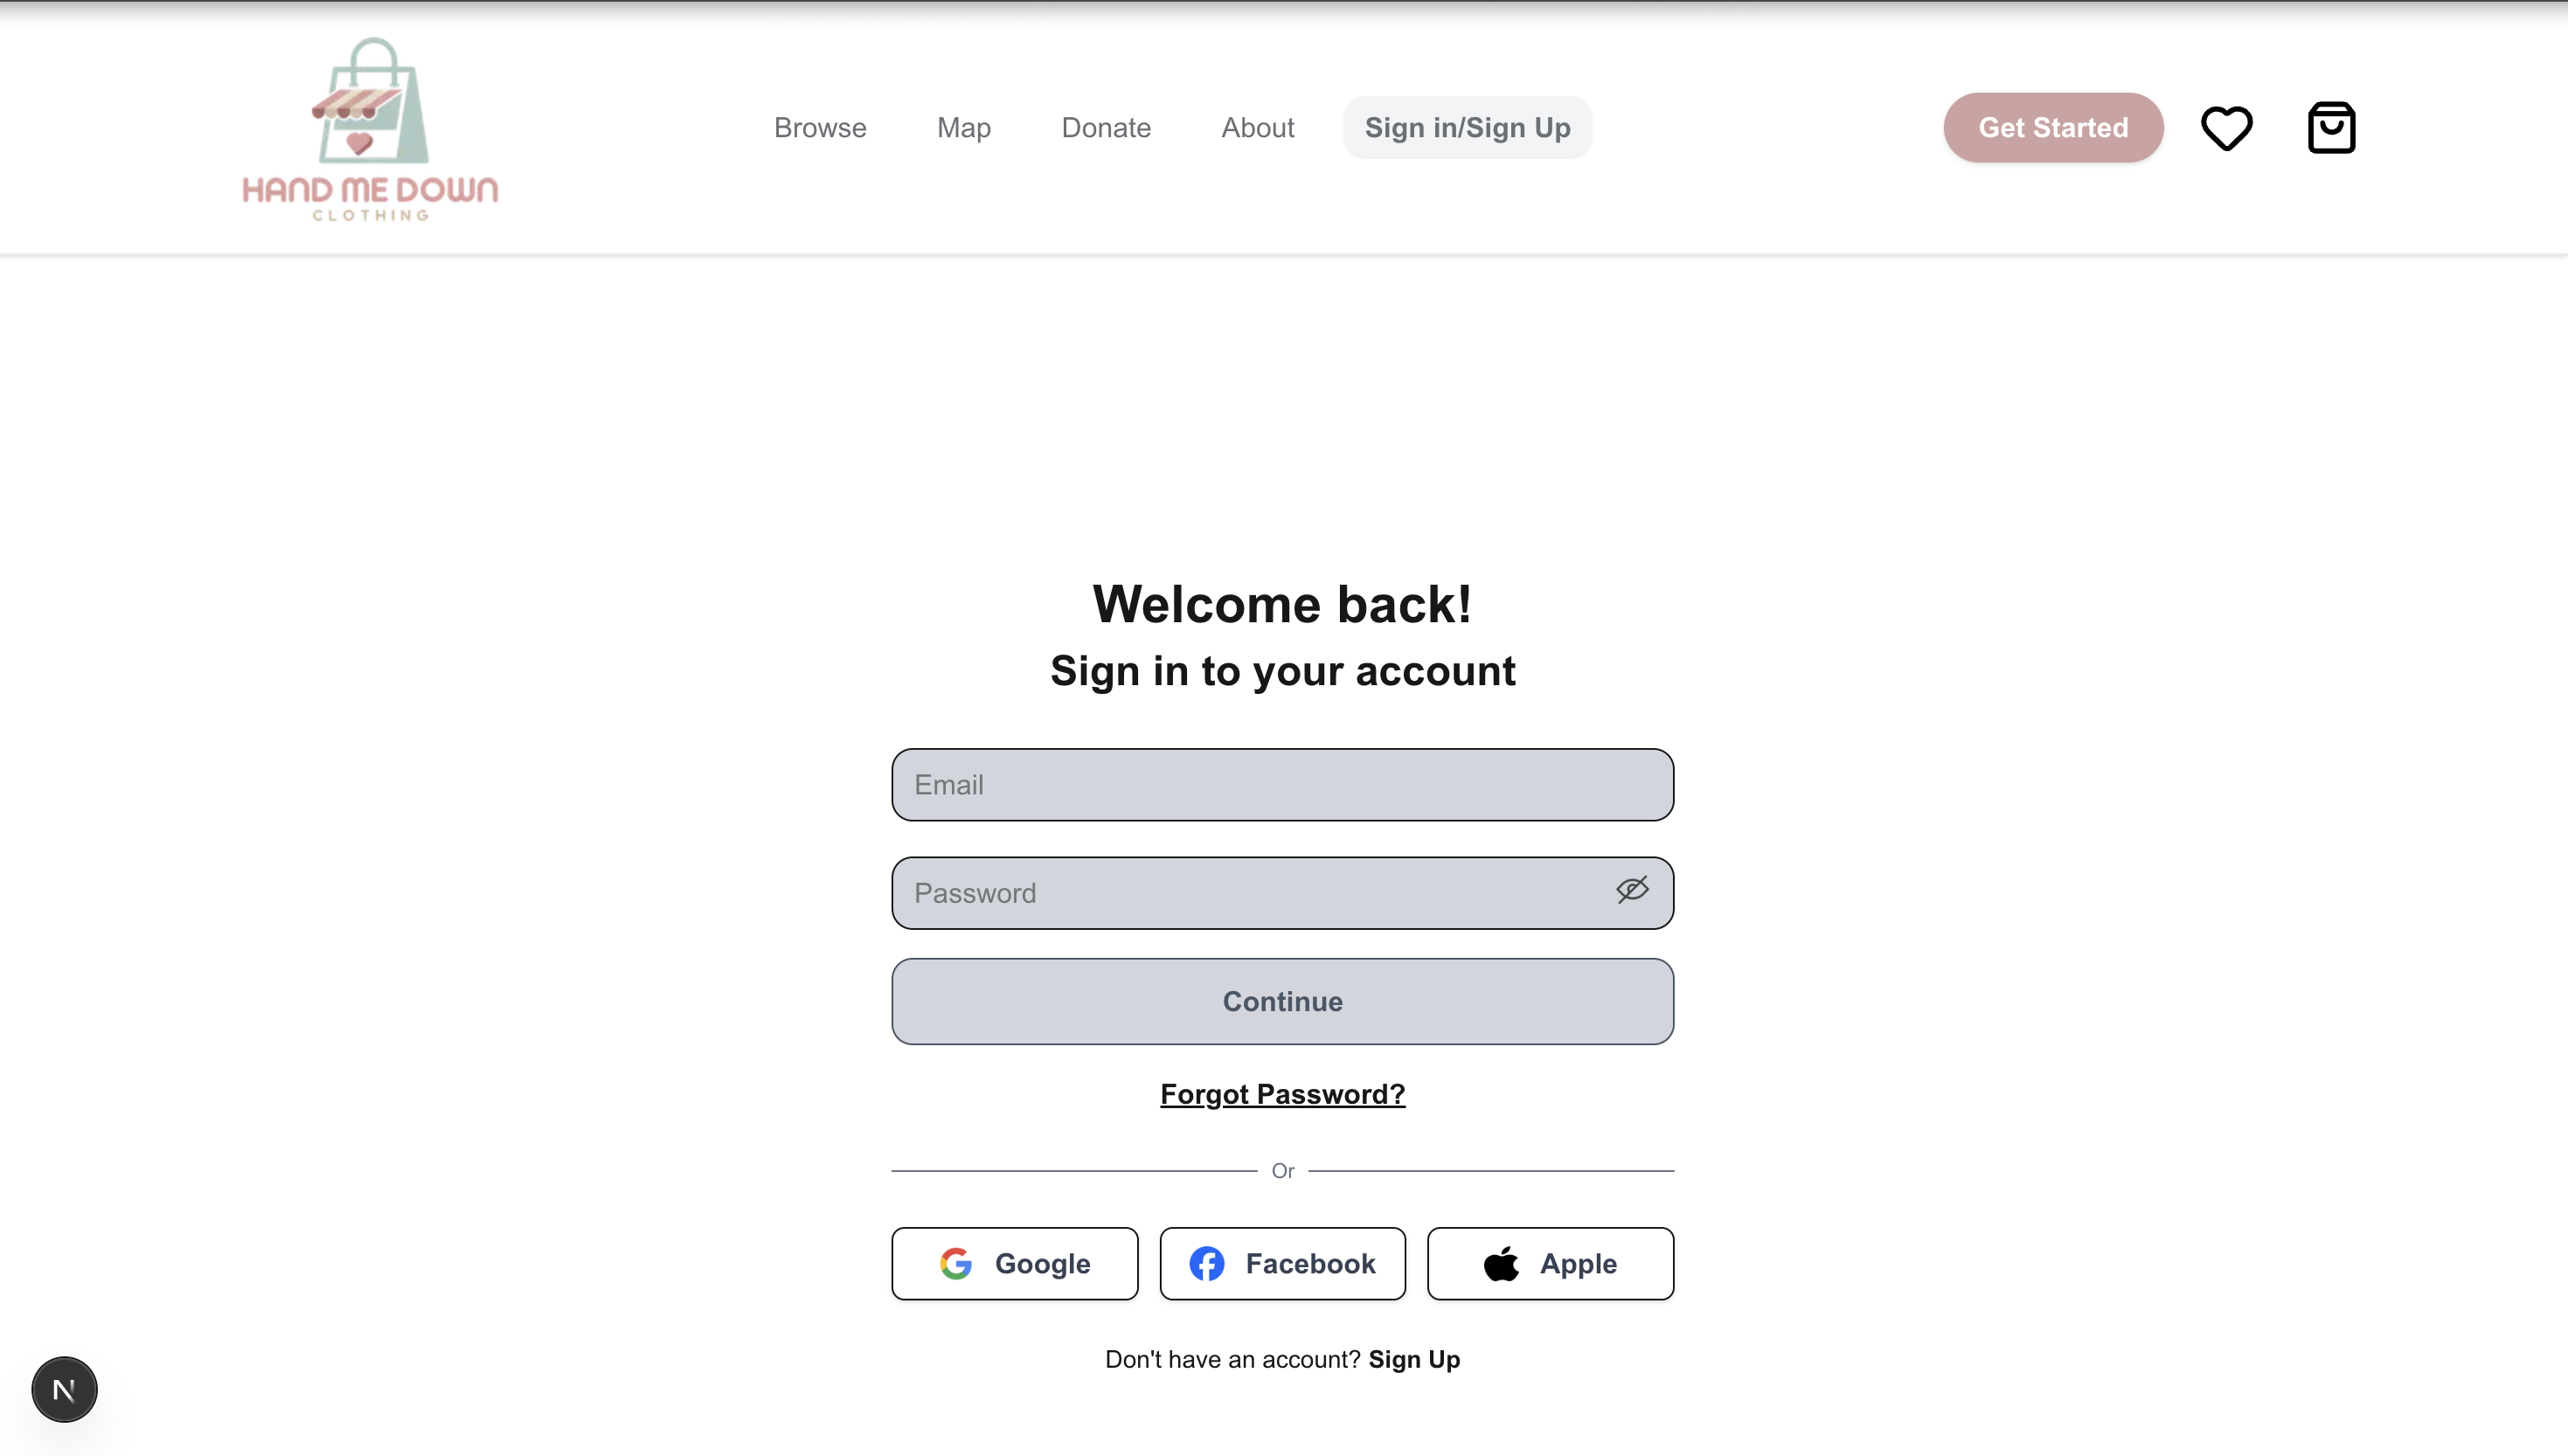 HAND ME DOWN
CLOTHING
Browse Map Donate About Sign in/Sign Up Get Started
Welcome back!
Sign in to your account
Email
Password
Continue
Forgot Password?
Or
Google Facebook Apple
Don't have an account? Sign Up
N